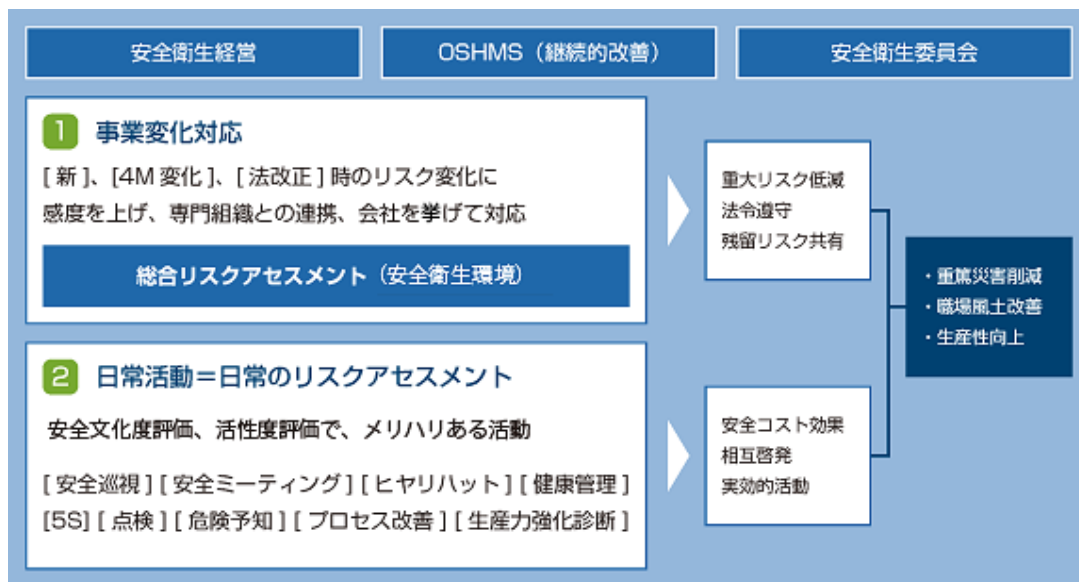 安全衛生経営
OSHMS（継続的改善）
安全衛生委員会
1 事業変化対応
[ 新 ]、[4M 変化 ]、[ 法改正 ] 時のリスク変化に
感度を上げ、専門組織との連携、会社を挙げて対応
総合リスクアセスメント（安全衛生環境）
重大リスク低減
法令遵守
残留リスク共有
2 日常活動＝日常のリスクアセスメント
安全文化度評価、活性度評価で、メリハリある活動
[ 安全巡視 ] [ 安全ミーティング ] [ ヒヤリハット ] [ 健康管理 ]
[5S] [ 点検 ] [ 危険予知 ] [ プロセス改善 ] [ 生産力強化診断 ]
安全コスト効果
相互啓発
実効的活動
・重篤災害削減
・職場風土改善
・生産性向上